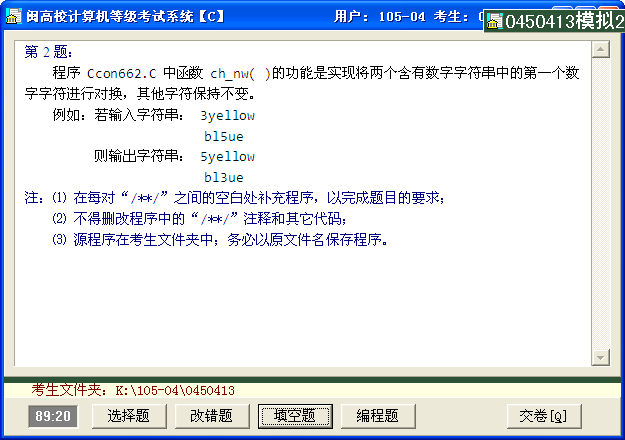 闽高校计算机等级考试系统【C】 用户: 105-04 考生:
0450413模拟2
第 2 题:
程序 Ccon662.C 中函数 ch_nw( )的功能是实现将两个含有数字字符串中的第一个数
字字符进行对换，其他字符保持不变。
例如：若输入字符串： 3yellow
bl5ue
则输出字符串： 5yellow
bl3ue
注：⑴ 在每对“/**/”之间的空白处补充程序，以完成题目的要求；
⑵ 不得删改程序中的“/**/”注释和其它代码；
⑶ 源程序在考生文件夹中；务必以原文件名保存程序。
考生文件夹：K:\105-04\0450413
89:20 选择题 改错题 填空题 编程题 交卷[Q]